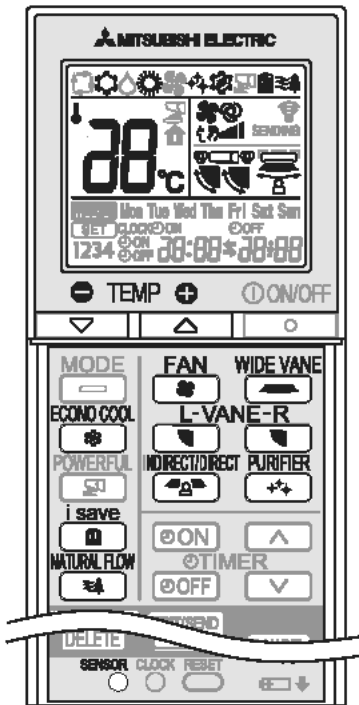 MITSUBISHI ELECTRIC
SENDING
°C
Mon Tue Wed Thu Fri Sat Sun
SET CLOCK ON OFF
1234 ON OFF 88:88 88:88
TEMP ON/OFF
MODE FAN WIDE VANE
ECONO COOL L-VANE-R
POWERFUL INDIRECT/DIRECT PURIFIER
i save ON
NATURAL FLOW TIMER
OFF
DELETE
SENSOR CLOCK RESET